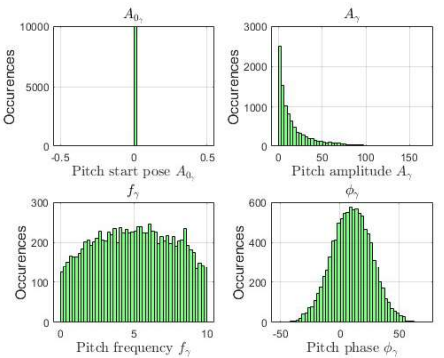 A₀ᵧ
Aᵧ
Occurences
10000
5000
0
-0.5
0
0.5
Pitch start pose A₀ᵧ
Occurences
3000
2000
1000
0
0
50
100
150
Pitch amplitude Aᵧ
fᵧ
ϕᵧ
Occurences
300
200
100
0
0
5
10
Pitch frequency fᵧ
Occurences
600
400
200
0
-50
0
50
Pitch phase ϕᵧ